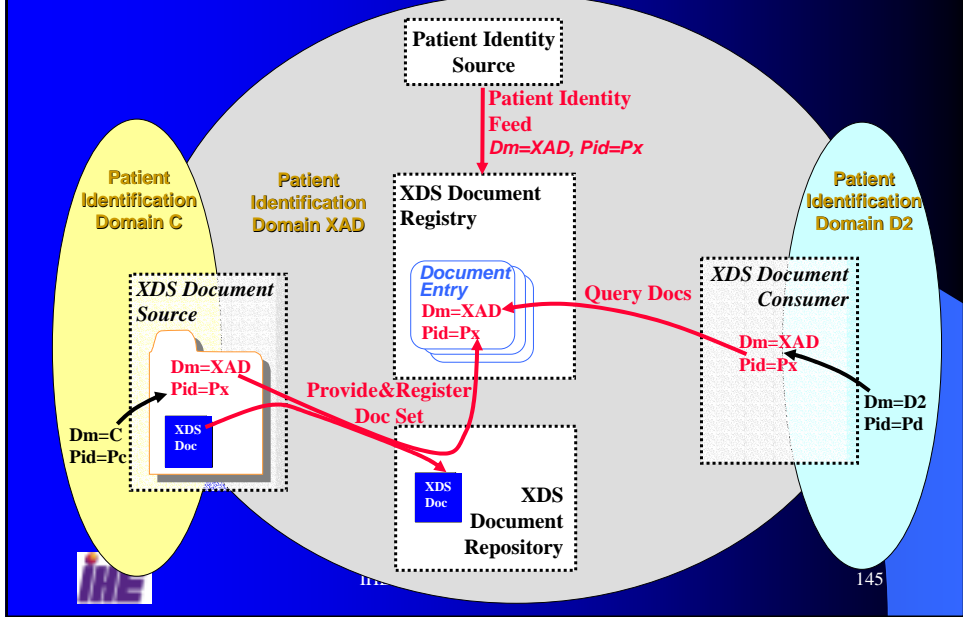 Patient Identity
Source
Patient Identity
Feed
Dm=XAD, Pid=Px
Patient
Identification
Domain C
Patient
Identification
Domain XAD
XDS Document
Registry
Document
Entry
Dm=XAD
Pid=Px
Patient
Identification
Domain D2
XDS Document
Source
Dm=XAD
Pid=Px
XDS
Doc
Dm=C
Pid=Pc
Query Docs
XDS Document
Consumer
Dm=XAD
Pid=Px
Dm=D2
Pid=Pd
Provide&Register
Doc Set
XDS
Doc
XDS
Document
Repository
IHE
145